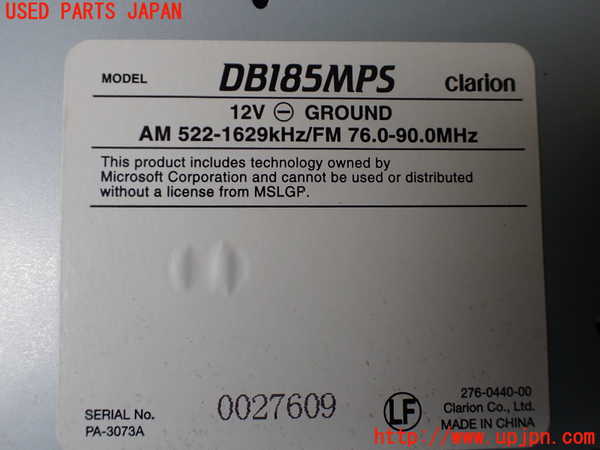 USED PARTS JAPAN
MODEL DB185MPS clarion
12V ⊖ GROUND
AM 522-1629kHz/FM 76.0-90.0MHz
This product includes technology owned by
Microsoft Corporation and cannot be used or distributed
without a license from MSLGP.
276-0440-00
SERIAL No. 0027609 LF Clarion Co., Ltd.
PA-3073A MADE IN CHINA
http://www.upjpn.com